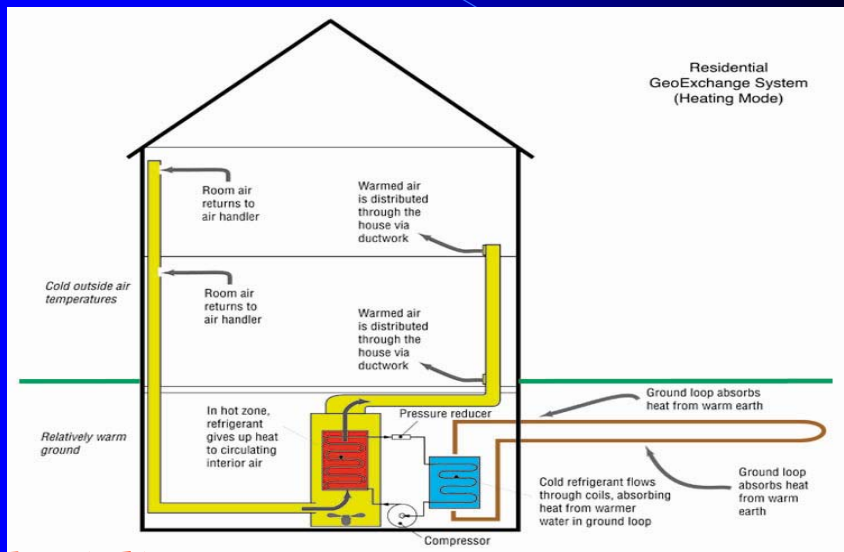 Residential
GeoExchange System
(Heating Mode)
Room air
returns to
air handler
Warmed air
is distributed
through the
house via
ductwork
Cold outside air
temperatures
Room air
returns to
air handler
Warmed air
is distributed
through the
house via
ductwork
Ground loop absorbs
heat from warm earth
In hot zone,
refrigerant
gives up heat
to circulating
interior air
Pressure reducer
Relatively warm
ground
Cold refrigerant flows
through coils, absorbing
heat from warmer
water in ground loop
Ground loop
absorbs heat
from warm
earth
Compressor